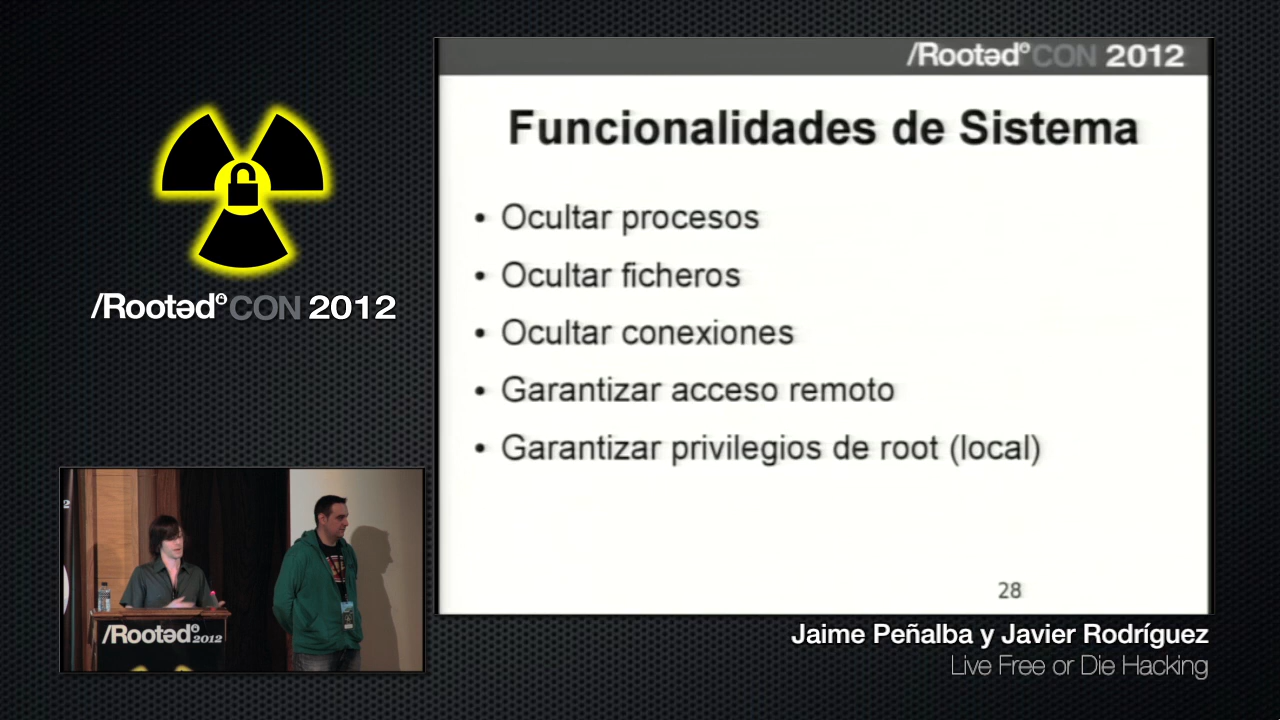 /Rootəd CON 2012
/Rootəd CON 2012
Funcionalidades de Sistema
• Ocultar procesos
• Ocultar ficheros
• Ocultar conexiones
• Garantizar acceso remoto
• Garantizar privilegios de root (local)
28
/Rootəd 2012
Jaime Peñalba y Javier Rodríguez
Live Free or Die Hacking